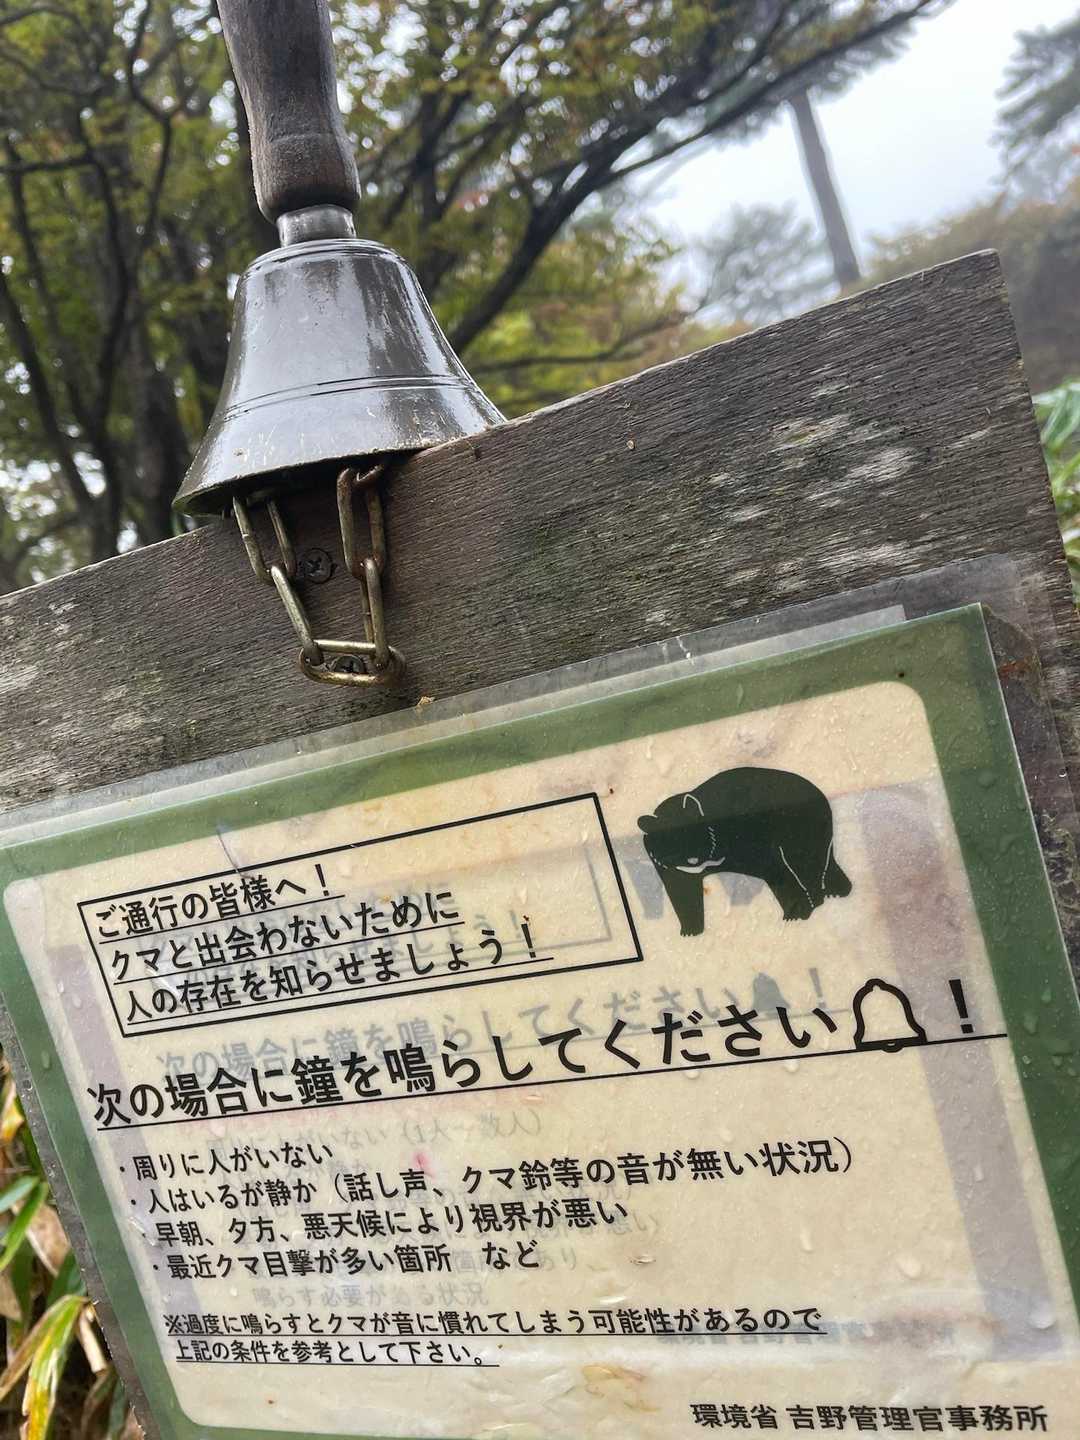 ご通行の皆様へ！
クマと出会わないために
人の存在を知らせましょう！
次の場合に鐘を鳴らしてください！
・周りに人がいない
・人はいるが静か（話し声、クマ鈴等の音が無い状況）
・早朝、夕方、悪天候により視界が悪い
・最近クマ目撃が多い箇所　など
※過度に鳴らすとクマが音に慣れてしまう可能性があるので
上記の条件を参考として下さい。
環境省 吉野管理官事務所